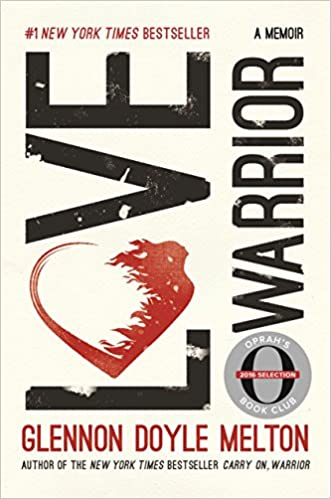 #1 NEW YORK TIMES BESTSELLER
A MEMOIR
LOVE
WARRIOR
OPRAH'S
2016 SELECTION
BOOK CLUB
GLENNON DOYLE MELTON
AUTHOR OF THE NEW YORK TIMES BESTSELLER CARRY ON, WARRIOR